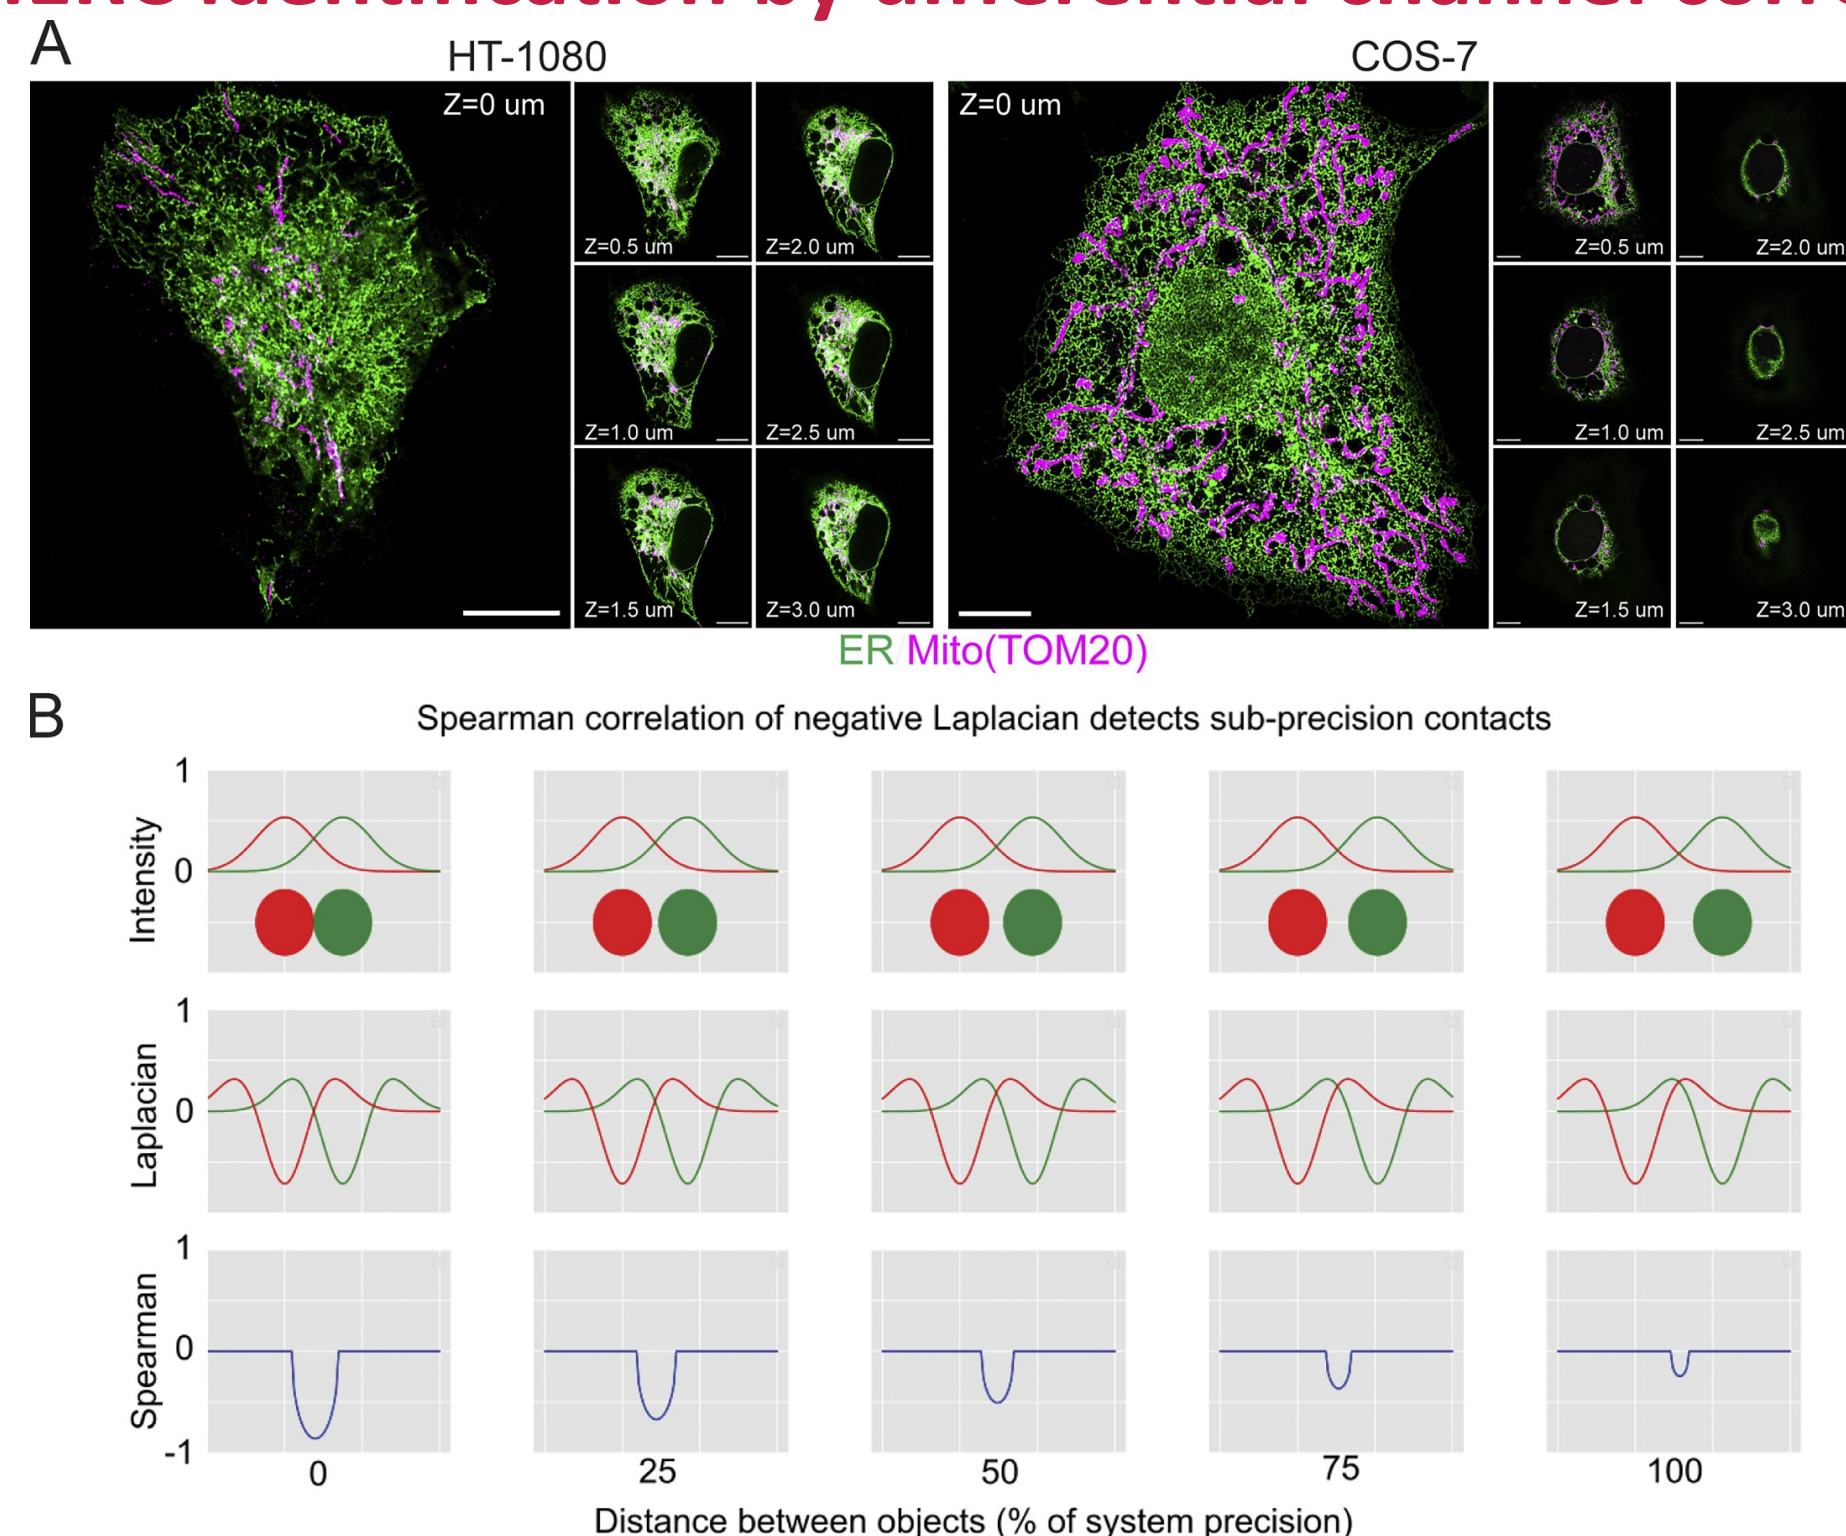 identification by differential channel
A
HT-1080
COS-7
Z=0 um
Z=0.5 um
Z=2.0 um
Z=1.0 um
Z=2.5 um
Z=1.5 um
Z=3.0 um
Z=0 um
Z=0.5 um
Z=2.0 um
Z=1.0 um
Z=2.5 um
Z=1.5 um
Z=3.0 um
ER/Mito(TOM20)
B
Spearman correlation of negative Laplacian detects sub-precision contacts
Intensity
1
0
Laplacian
1
0
Spearman
1
0
-1
0
25
50
75
100
Distance between objects (% of system precision)